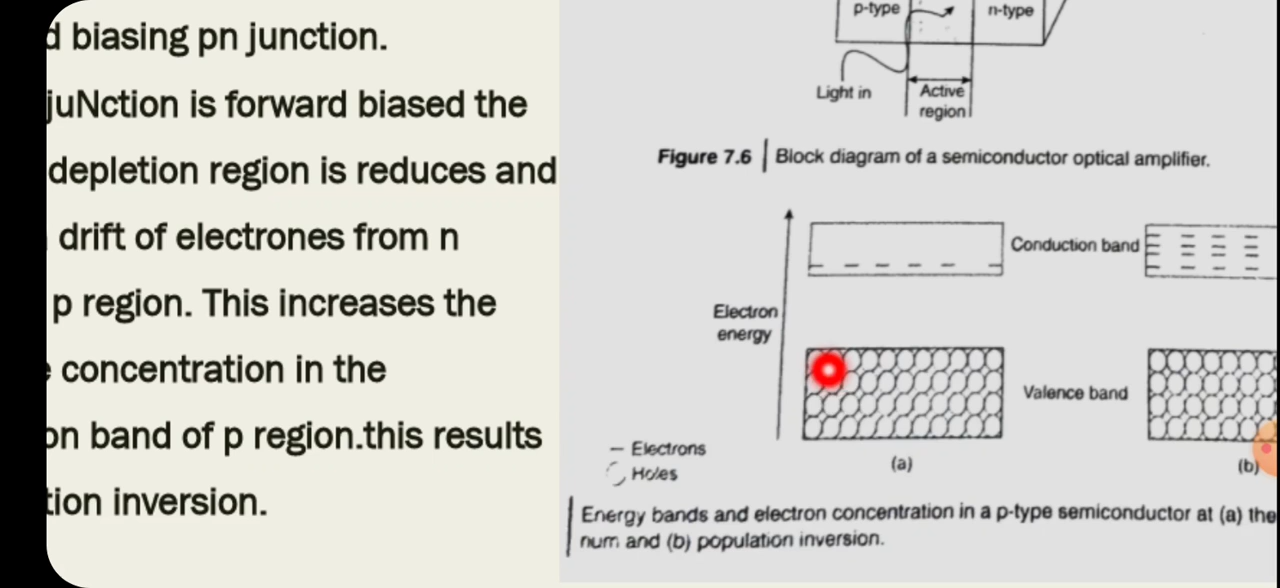 d biasing pn junction.
juNction is forward biased the
depletion region is reduces and
drift of electrones from n
p region. This increases the
concentration in the
on band of p region.this results
tion inversion.
p-type
n-type
Light in
Active
region
Figure 7.6 Block diagram of a semiconductor optical amplifier.
Conduction band
Electron
energy
Valence band
– Electrons
Holes
(a)
(b)
Energy bands and electron concentration in a p-type semiconductor at (a) the
num and (b) population inversion.